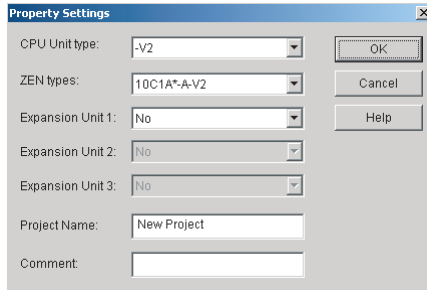 Property Settings
CPU Unit type: -V2 OK
ZEN types: 10C1A*-A-V2 Cancel
Expansion Unit 1: No Help
Expansion Unit 2: No
Expansion Unit 3: No
Project Name: New Project
Comment: